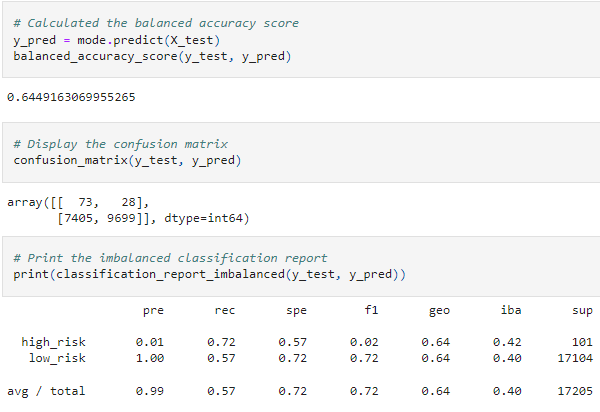 # Calculated the balanced accuracy score
y_pred = mode.predict(X_test)
balanced_accuracy_score(y_test, y_pred)
0.6449163069955265
# Display the confusion matrix
confusion_matrix(y_test, y_pred)
array([[  73,   28],
       [7405, 9699]], dtype=int64)
# Print the imbalanced classification report
print(classification_report_imbalanced(y_test, y_pred))
pre rec spe f1 geo iba sup
high_risk 0.01 0.72 0.57 0.02 0.64 0.42 101
low_risk 1.00 0.57 0.72 0.72 0.64 0.40 17104
avg / total 0.99 0.57 0.72 0.72 0.64 0.40 17205